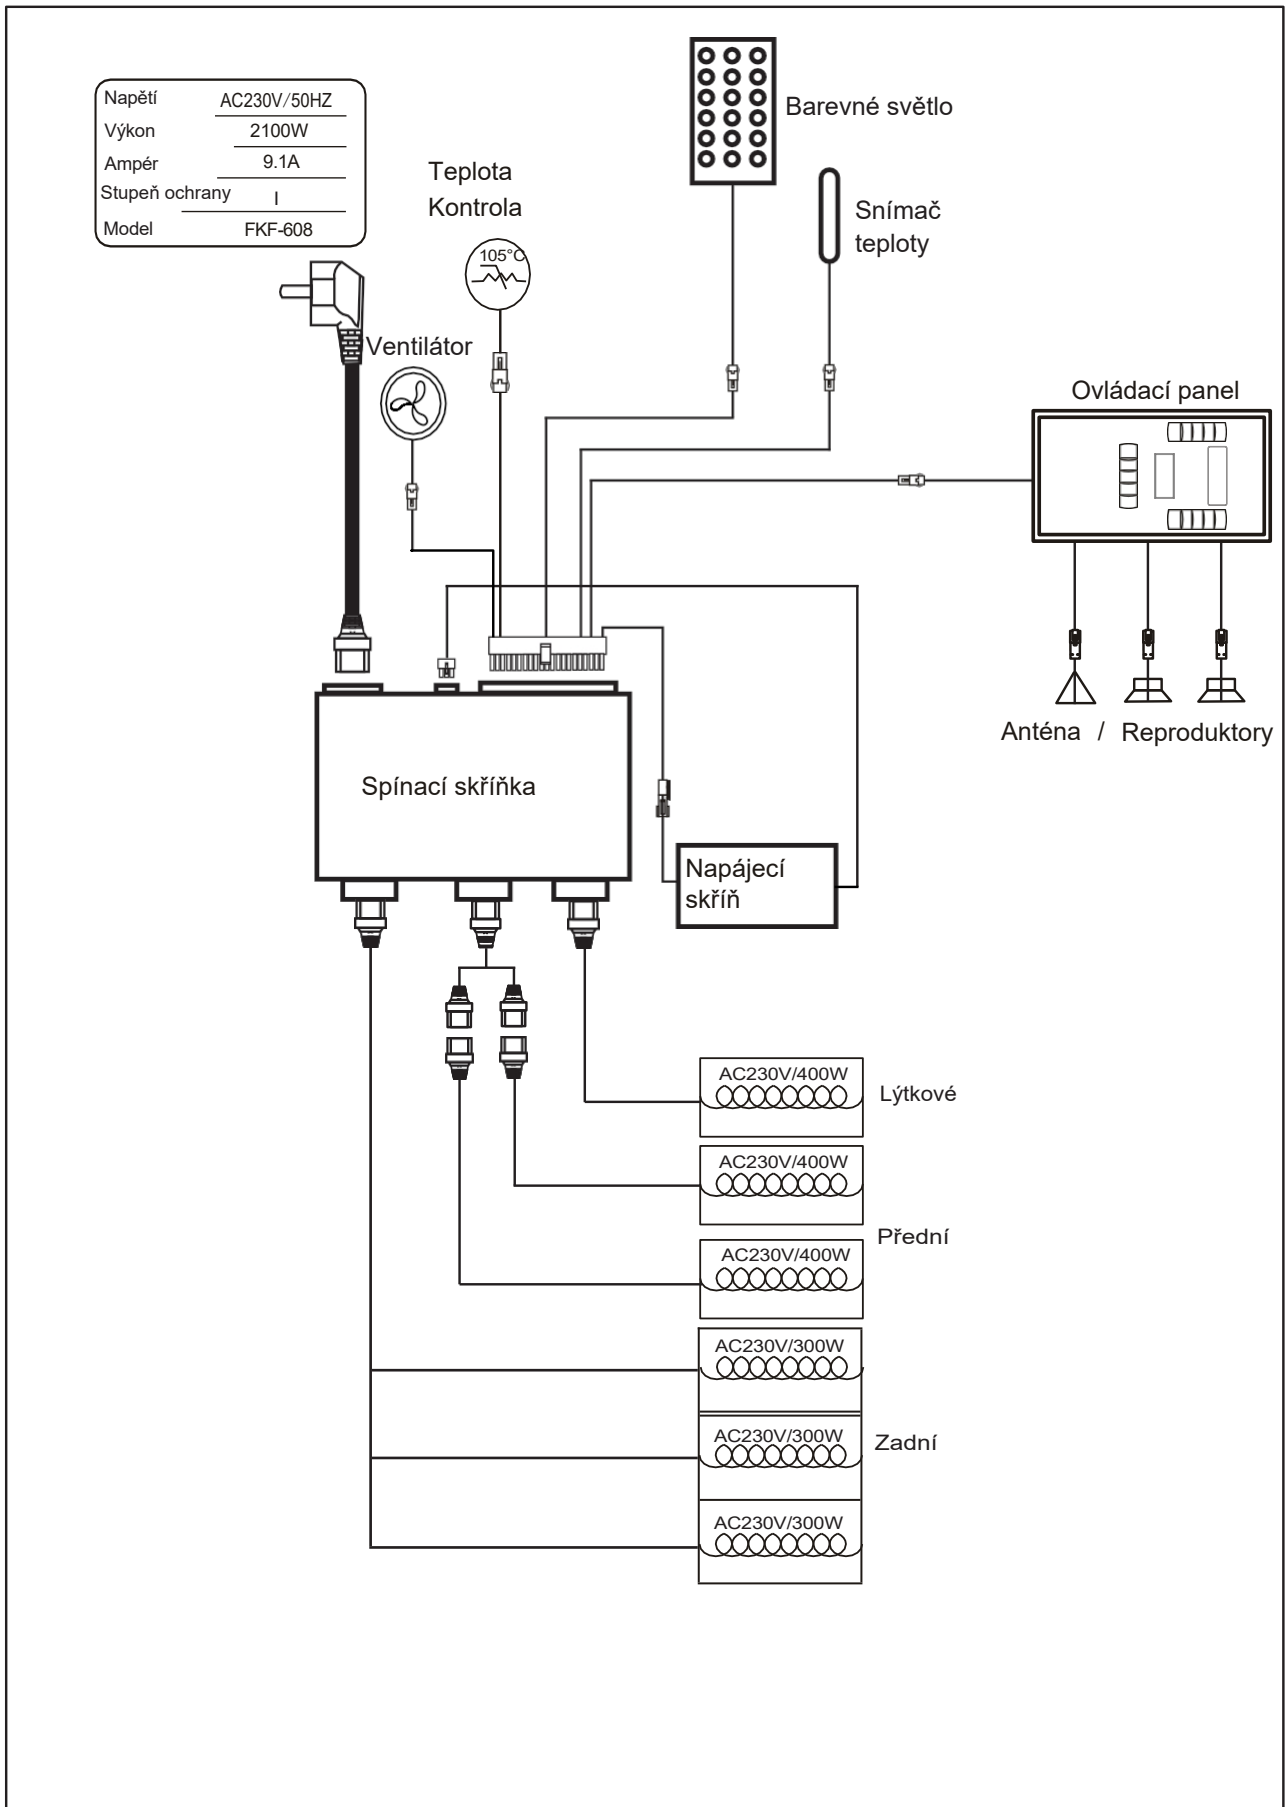 Napětí AC230V/50HZ
Výkon 2100W
Ampér 9.1A
Stupeň ochrany I
Model FKF-608
Barevné světlo
Teplota
Kontrola
105°C
Snímač
teploty
Ventilátor
Ovládací panel
Anténa / Reproduktory
Spínací skříňka
Napájecí
skříň
AC230V/400W
Lýtkové
AC230V/400W
Přední
AC230V/400W
AC230V/300W
AC230V/300W
Zadní
AC230V/300W